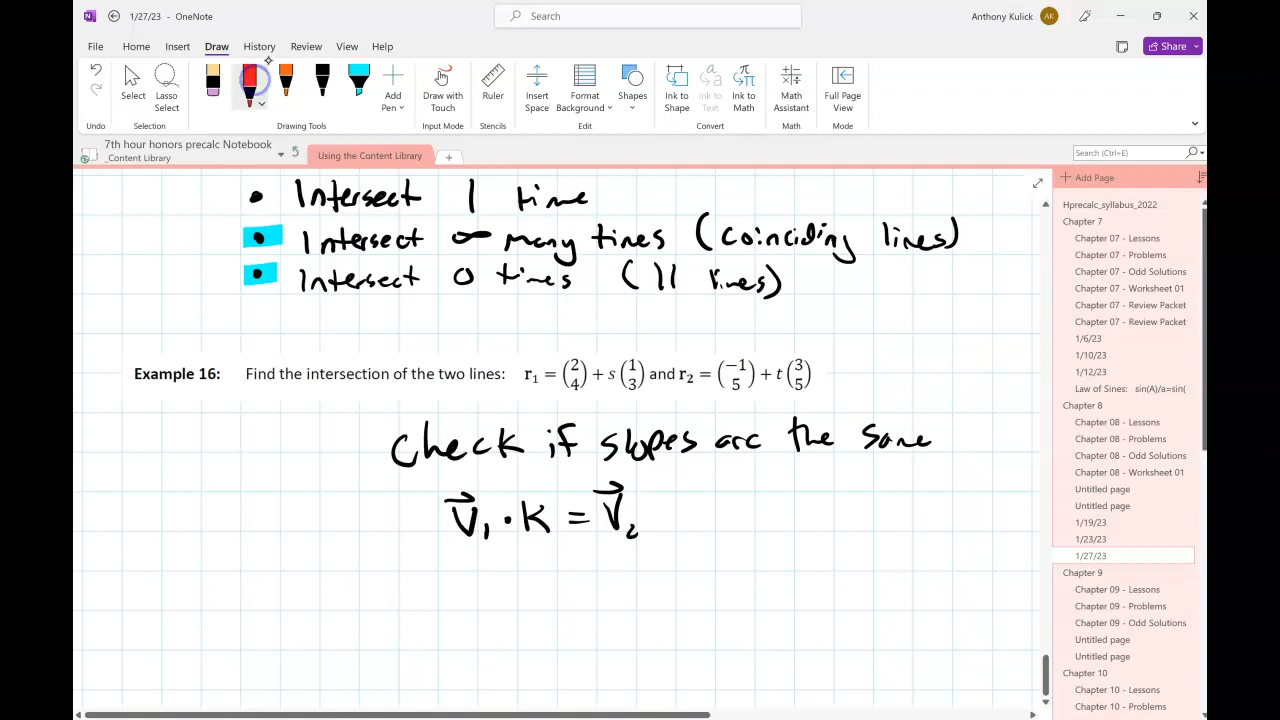 1/27/23 - OneNote
Search
Anthony Kulick
AK
File Home Insert Draw History Review View Help
Share
Select
Lasso Select
Add Pen
Draw with Touch
Ruler
Insert Space
Format Background
Shapes
Ink to Shape
Ink to Text
Ink to Math
Math Assistant
Full Page View
Undo
Selection
Drawing Tools
Input Mode
Stencils
Edit
Convert
Math
Mode
7th hour honors precalc Notebook
_Content Library
Using the Content Library
Search (Ctrl+E)
• Intersect 1 time
• Intersect ∞ many times (coinciding lines)
• Intersect 0 times (|| lines)
Example 16: Find the intersection of the two lines: r₁ = (2 4) + s (1 3) and r₂ = (−1 5) + t (3 5)
Check if slopes are the same
V⃗₁ · K = V⃗₂
Add Page
Hprecalc_syllabus_2022
Chapter 7
Chapter 07 - Lessons
Chapter 07 - Problems
Chapter 07 - Odd Solutions
Chapter 07 - Worksheet 01
Chapter 07 - Review Packet
Chapter 07 - Review Packet
1/6/23
1/10/23
1/12/23
Law of Sines: sin(A)/a=sin(
Chapter 8
Chapter 08 - Lessons
Chapter 08 - Problems
Chapter 08 - Odd Solutions
Chapter 08 - Worksheet 01
Untitled page
Untitled page
1/19/23
1/23/23
1/27/23
Chapter 9
Chapter 09 - Lessons
Chapter 09 - Problems
Chapter 09 - Odd Solutions
Untitled page
Untitled page
Chapter 10
Chapter 10 - Lessons
Chapter 10 - Problems